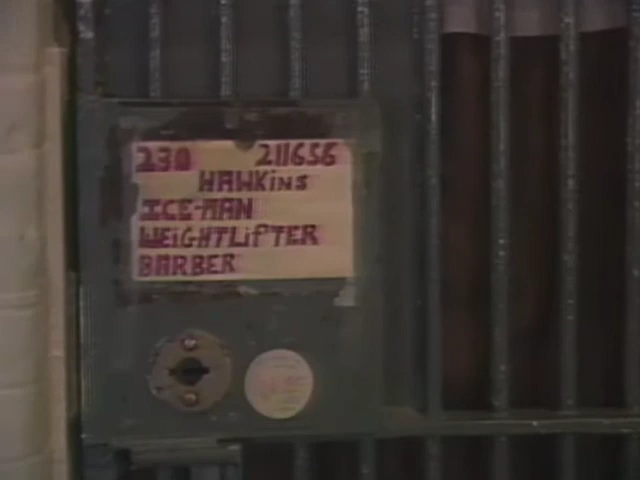 230 211656
HAWKiNS
ICE-MAN
WEiGHTLiFTER
BARBER